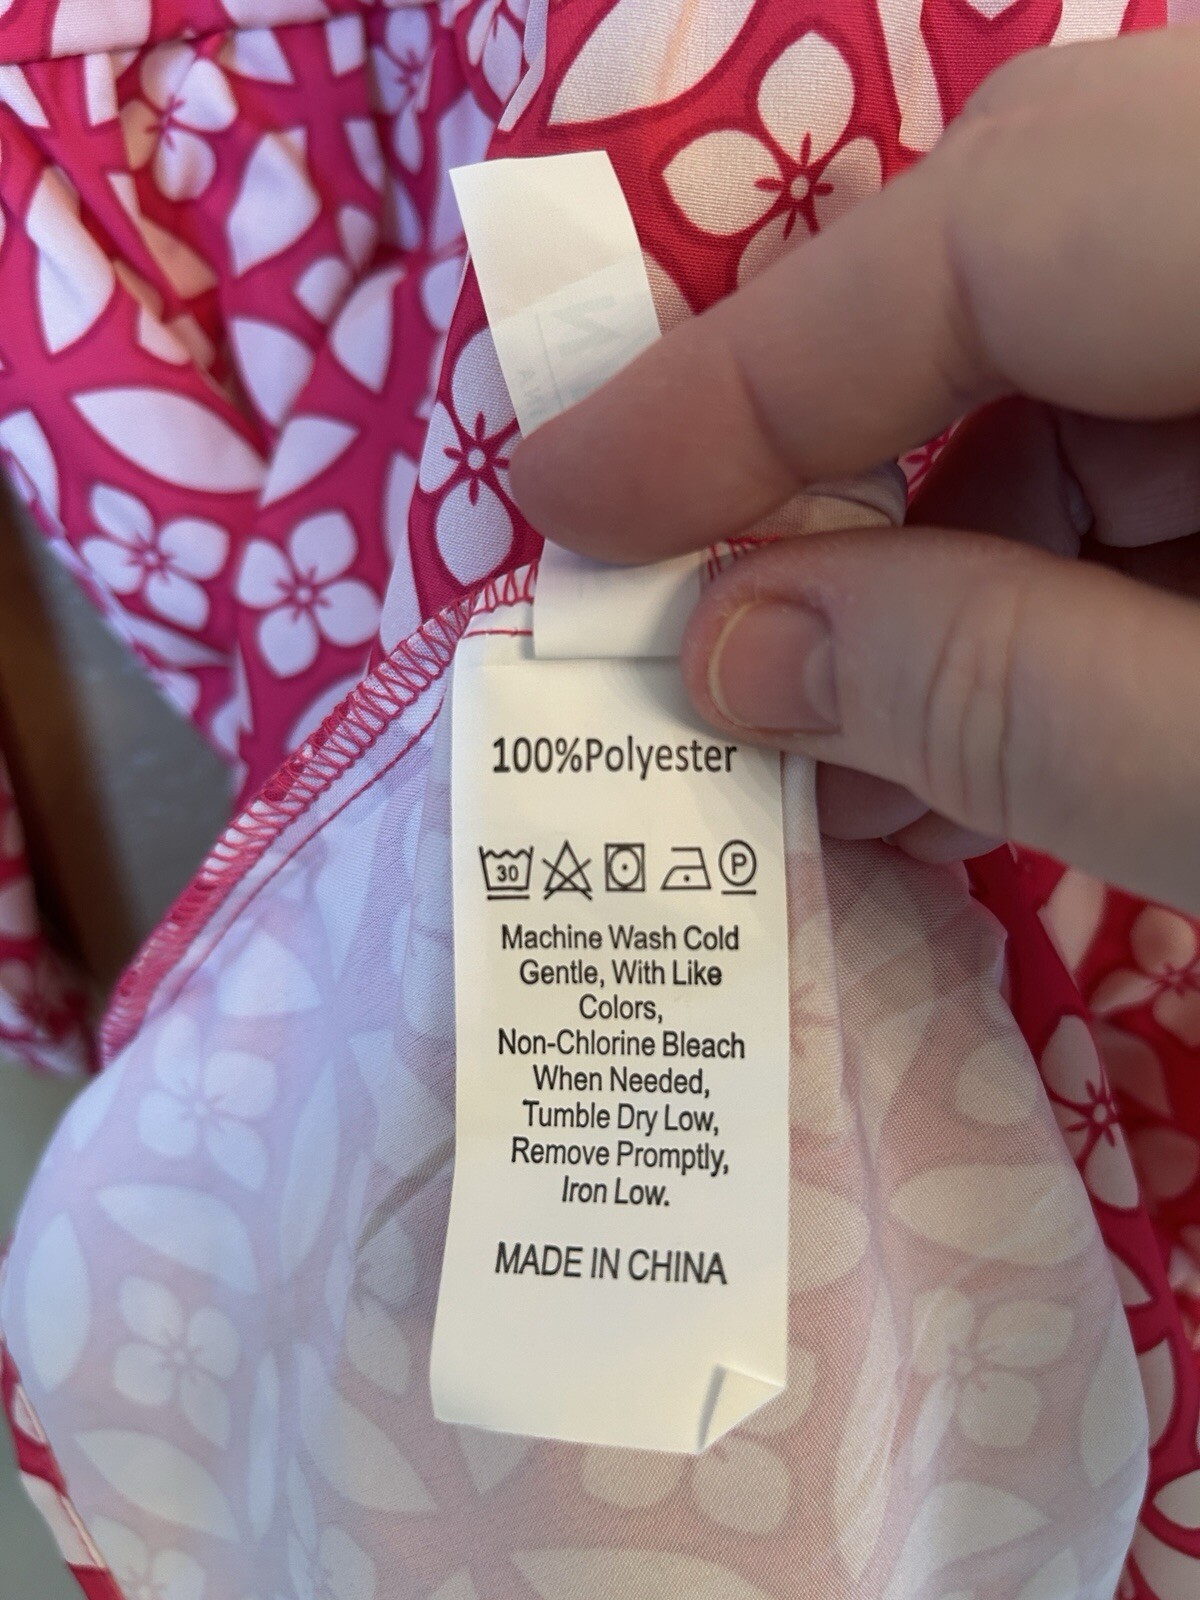 100%Polyester
30 P
Machine Wash Cold
Gentle, With Like
Colors,
Non-Chlorine Bleach
When Needed,
Tumble Dry Low,
Remove Promptly,
Iron Low.
MADE IN CHINA